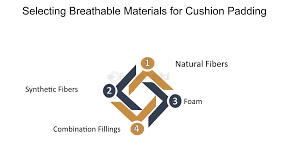 Selecting Breathable Materials for Cushion Padding
1
Natural Fibers
Synthetic Fibers
2
3
Foam
Combination Fillings
4